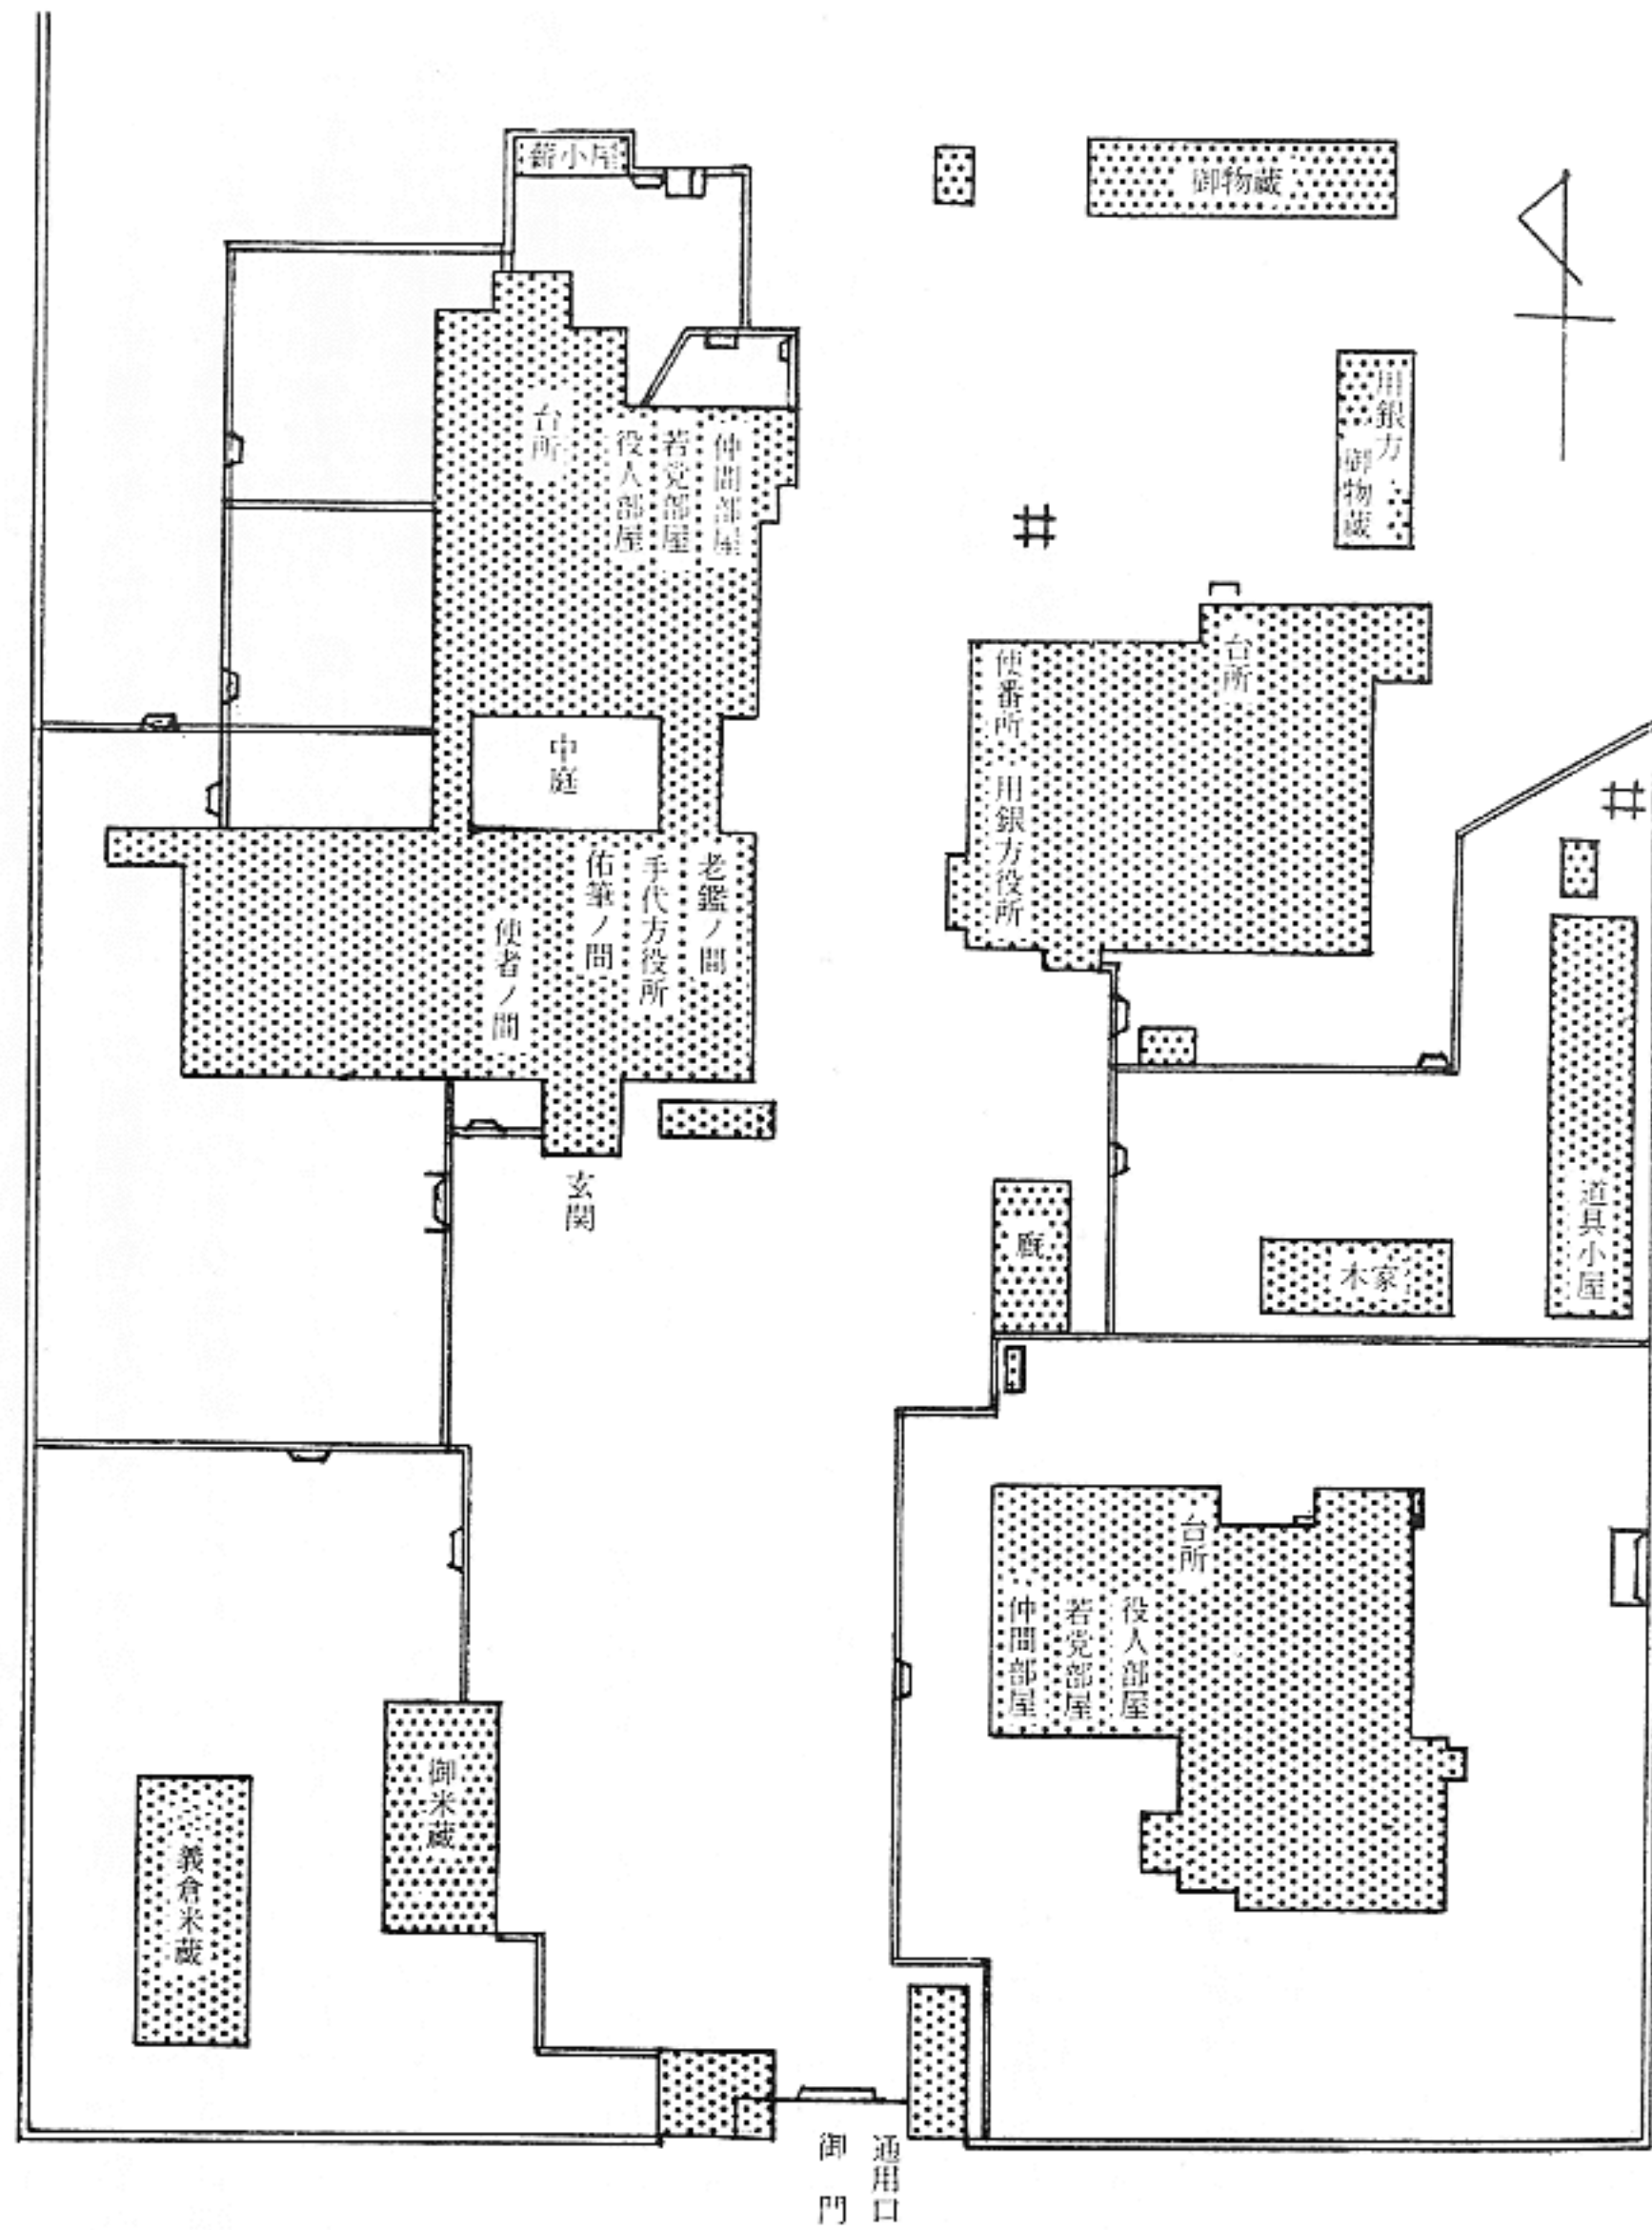 薪小屋
御物蔵
用銀方
御物蔵
台所
役人部屋
若党部屋
仲間部屋
台所
使番所
用銀方役所
中庭
老鑑ノ間
手代方役所
佑筆ノ間
使者ノ間
玄関
廐
木家
道具小屋
台所
役人部屋
若党部屋
仲間部屋
御米蔵
義倉米蔵
通用口
御門